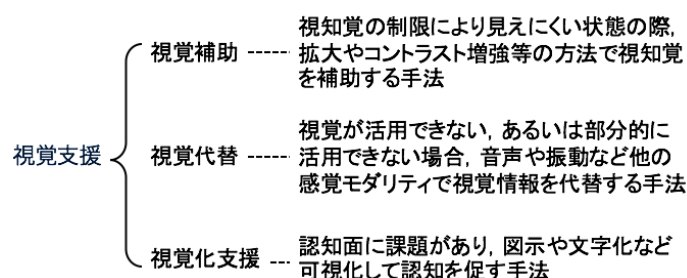 視覚支援
視覚補助
視知覚の制限により見えにくい状態の際,
拡大やコントラスト増強等の方法で視知覚
を補助する手法
視覚代替
視覚が活用できない, あるいは部分的に
活用できない場合, 音声や振動など他の
感覚モダリティで視覚情報を代替する手法
視覚化支援
認知面に課題があり, 図示や文字化など
可視化して認知を促す手法